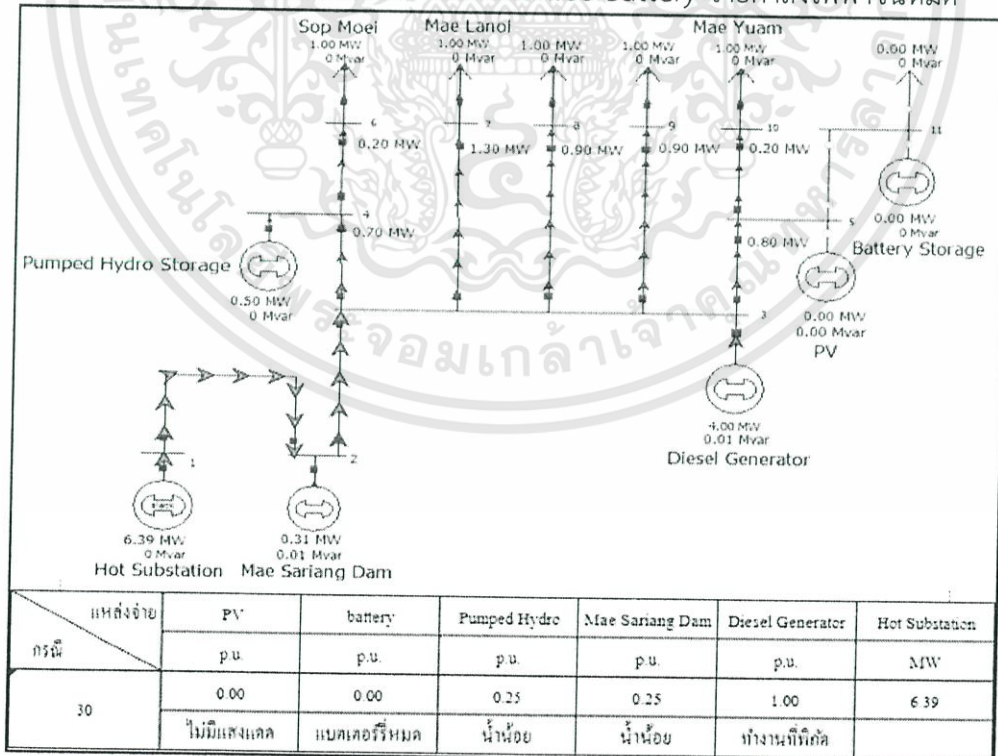 Sop Moei Mae Lanoi Mae Yuam
1.00 MW 1.00 MW 1.00 MW 1.00 MW 1.00 MW 0.00 MW
0 Mvar 0 Mvar 0 Mvar 0 Mvar 0 Mvar 0 Mvar
6 7 8 9 10 11
0.20 MW 1.30 MW 0.90 MW 0.90 MW 0.20 MW
4 5
0.70 MW 0.80 MW
0.00 MW
0 Mvar
Battery Storage
Pumped Hydro Storage
0.50 MW
0 Mvar
3
0.00 MW
0.00 Mvar
PV
4.00 MW
0.01 Mvar
Diesel Generator
1 2
6.39 MW 0.31 MW
0 Mvar 0.01 Mvar
Hot Substation Mae Sariang Dam
แหล่งจ่าย PV battery Pumped Hydro Mae Sariang Dam Diesel Generator Hot Substation
กรณี p.u. p.u. p.u. p.u. p.u. MW
30 0.00 0.00 0.25 0.25 1.00 6.39
ไม่มีแสงแดด แบตเตอร์รี่หมด น้ำน้อย น้ำน้อย ทำงานที่พิกัด